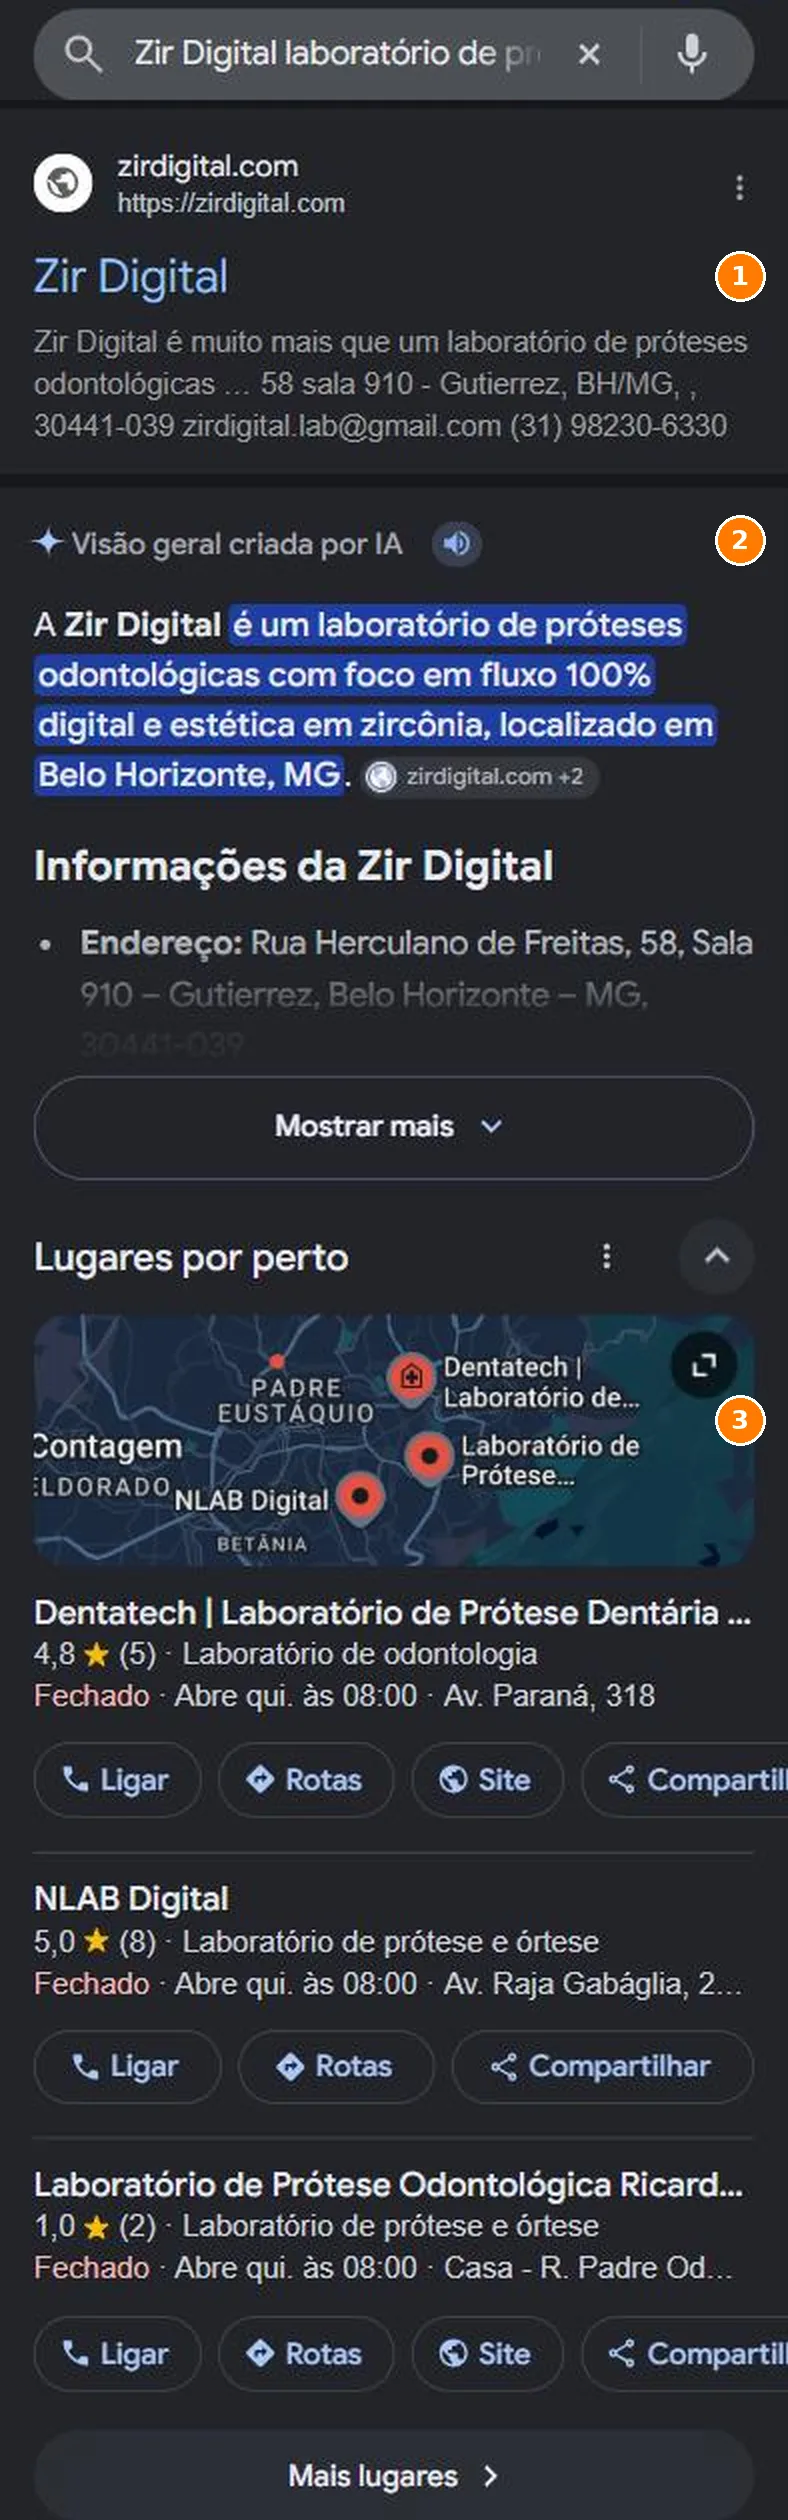 Zir Digital laboratório de pr
zirdigital.com
https://zirdigital.com
Zir Digital
1
Zir Digital é muito mais que um laboratório de próteses
odontológicas ... 58 sala 910 - Gutierrez, BH/MG, ,
30441-039 zirdigital.lab@gmail.com (31) 98230-6330
Visão geral criada por IA
2
A Zir Digital é um laboratório de próteses
odontológicas com foco em fluxo 100%
digital e estética em zircônia, localizado em
Belo Horizonte, MG. zirdigital.com +2
Informações da Zir Digital
• Endereço: Rua Herculano de Freitas, 58, Sala
910 – Gutierrez, Belo Horizonte – MG,
30441-039
Mostrar mais
Lugares por perto
Dentatech |
Laboratório de...
PADRE
EUSTÁQUIO
3
Contagem
ELDORADO
Laboratório de
Prótese...
NLAB Digital
BETÂNIA
Dentatech | Laboratório de Prótese Dentária ...
4,8 ★ (5) · Laboratório de odontologia
Fechado · Abre qui. às 08:00 · Av. Paraná, 318
Ligar Rotas Site Compartill
NLAB Digital
5,0 ★ (8) · Laboratório de prótese e órtese
Fechado · Abre qui. às 08:00 · Av. Raja Gabáglia, 2...
Ligar Rotas Compartilhar
Laboratório de Prótese Odontológica Ricard...
1,0 ★ (2) · Laboratório de prótese e órtese
Fechado · Abre qui. às 08:00 · Casa - R. Padre Od...
Ligar Rotas Site Compartill
Mais lugares